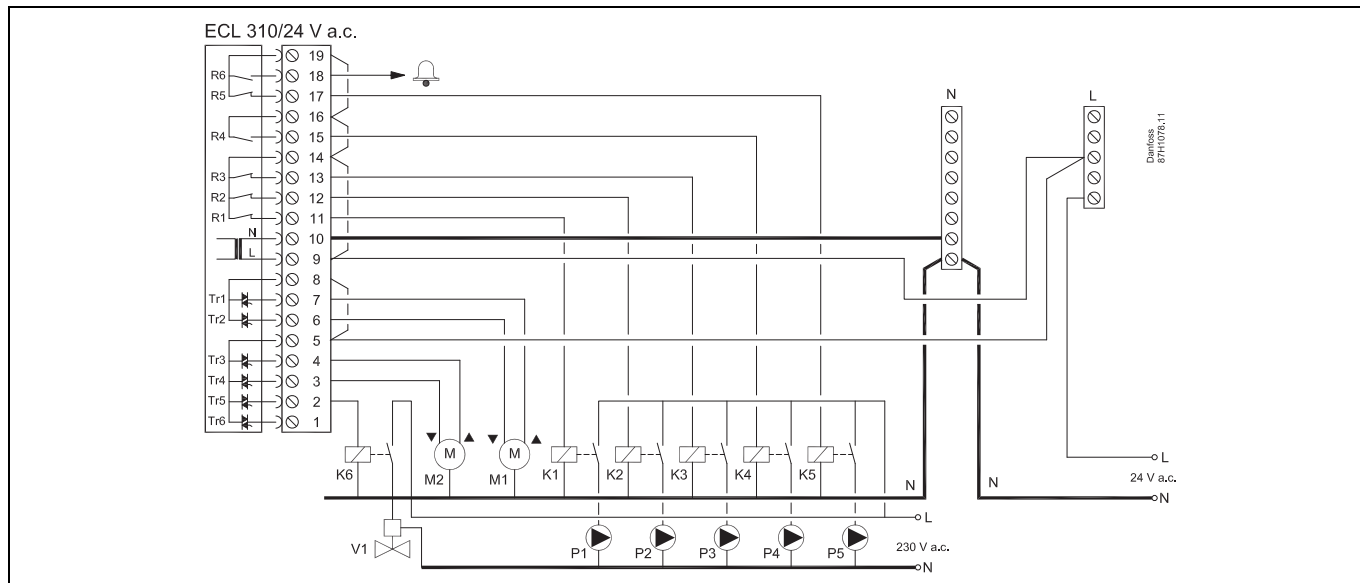 ECL 310/24 V a.c.
19
R6 18
R5 17
16
R4 15
14
R3 13
R2 12
R1 11
N 10
L 9
8
Tr1 7
Tr2 6
5
Tr3 4
Tr4 3
Tr5 2
Tr6 1
N
L
Danfoss
87H1078.11
M M
K6 M2 M1 K1 K2 K3 K4 K5
N N
L
24 V a.c.
N
L
V1 P1 P2 P3 P4 P5
230 V a.c.
N